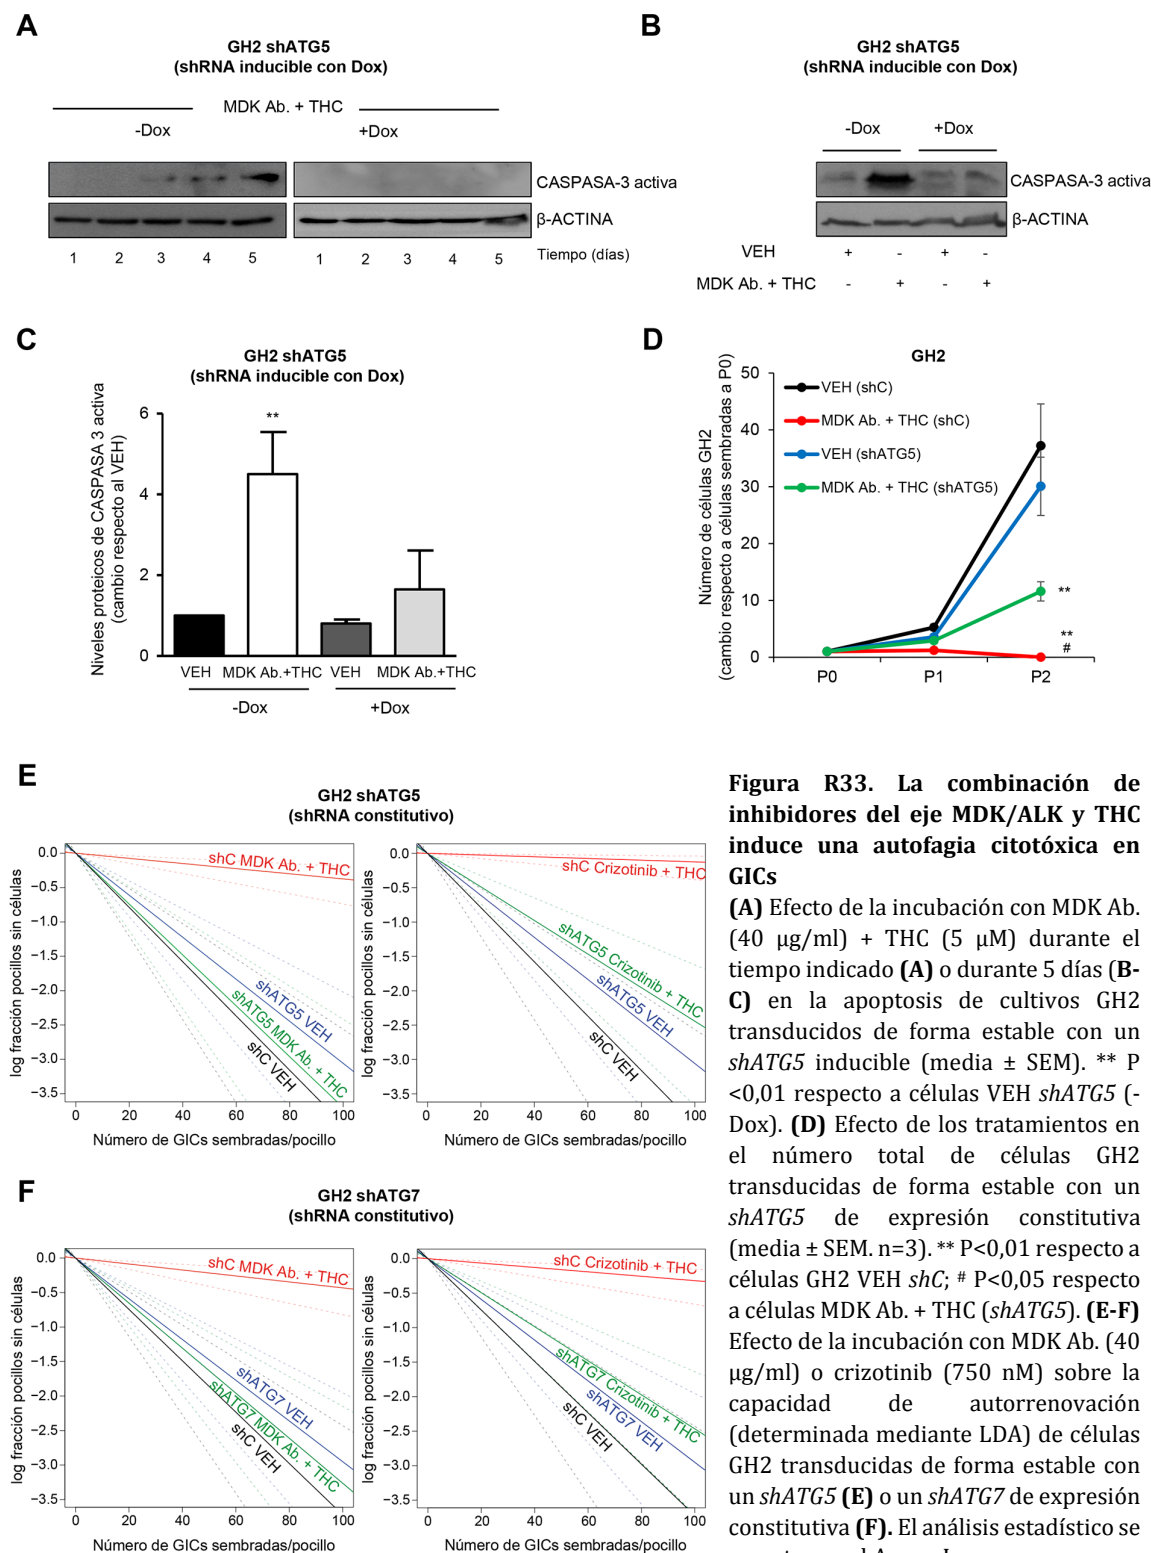 A
GH2 shATG5
(shRNA inducible con Dox)
MDK Ab. + THC
-Dox
+Dox
CASPASA-3 activa
β-ACTINA
1 2 3 4 5 1 2 3 4 5 Tiempo (días)
B
GH2 shATG5
(shRNA inducible con Dox)
-Dox +Dox
CASPASA-3 activa
β-ACTINA
VEH + - + -
MDK Ab. + THC - + - +
C
GH2 shATG5
(shRNA inducible con Dox)
Niveles proteicos de CASPASA 3 activa
(cambio respecto al VEH)
6
4
2
0
**
VEH MDK Ab.+THC VEH MDK Ab.+THC
-Dox +Dox
D
GH2
Número de células GH2
(cambio respecto a células sembradas a P0)
50
40
30
20
10
0
VEH (shC)
MDK Ab. + THC (shC)
VEH (shATG5)
MDK Ab. + THC (shATG5)
**
**
#
P0 P1 P2
E
GH2 shATG5
(shRNA constitutivo)
log fracción pocillos sin células
0.0
−0.5
−1.0
−1.5
−2.0
−2.5
−3.0
−3.5
shC MDK Ab. + THC
shATG5 VEH
shATG5 MDK Ab. + THC
shC VEH
0 20 40 60 80 100
Número de GICs sembradas/pocillo
log fracción pocillos sin células
0.0
−0.5
−1.0
−1.5
−2.0
−2.5
−3.0
−3.5
shC Crizotinib + THC
shATG5 Crizotinib + THC
shATG5 VEH
shC VEH
0 20 40 60 80 100
Número de GICs sembradas/pocillo
F
GH2 shATG7
(shRNA constitutivo)
log fracción pocillos sin células
0.0
−0.5
−1.0
−1.5
−2.0
−2.5
−3.0
−3.5
shC MDK Ab. + THC
shATG7 VEH
shATG7 MDK Ab. + THC
shC VEH
0 20 40 60 80 100
Número de GICs sembradas/pocillo
log fracción pocillos sin células
0.0
−0.5
−1.0
−1.5
−2.0
−2.5
−3.0
−3.5
shC Crizotinib + THC
shATG7 Crizotinib + THC
shATG7 VEH
shC VEH
0 20 40 60 80 100
Número de GICs sembradas/pocillo
Figura R33. La combinación de
inhibidores del eje MDK/ALK y THC
induce una autofagia citotóxica en
GICs
(A) Efecto de la incubación con MDK Ab.
(40 µg/ml) + THC (5 µM) durante el
tiempo indicado (A) o durante 5 días (B-
C) en la apoptosis de cultivos GH2
transducidos de forma estable con un
shATG5 inducible (media ± SEM). ** P
<0,01 respecto a células VEH shATG5 (-
Dox). (D) Efecto de los tratamientos en
el número total de células GH2
transducidas de forma estable con un
shATG5 de expresión constitutiva
(media ± SEM. n=3). ** P<0,01 respecto a
células GH2 VEH shC; # P<0,05 respecto
a células MDK Ab. + THC (shATG5). (E-F)
Efecto de la incubación con MDK Ab. (40
µg/ml) o crizotinib (750 nM) sobre la
capacidad de autorrenovación
(determinada mediante LDA) de células
GH2 transducidas de forma estable con
un shATG5 (E) o un shATG7 de expresión
constitutiva (F). El análisis estadístico se